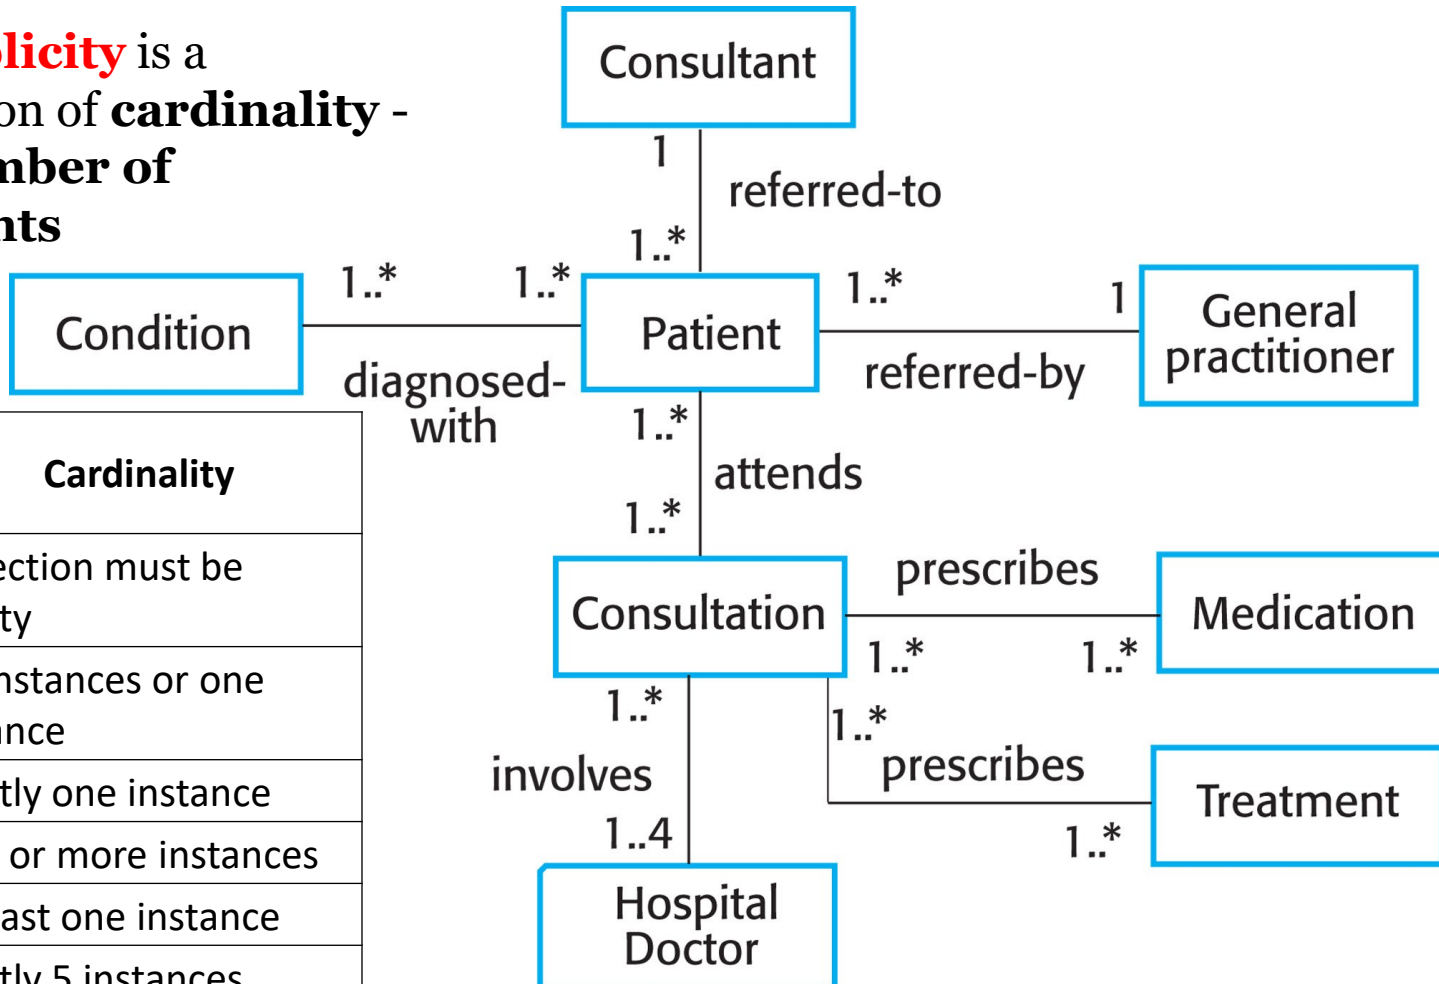 plicity is a
on of cardinality -
mber of
nts
Consultant
1
referred-to
1..*
Condition
1..*
1..*
diagnosed-
with
Patient
1..*
1
referred-by
General
practitioner
1..*
attends
1..*
Consultation
prescribes
1..*
1..*
Medication
1..*
prescribes
1..*
Treatment
1..*
involves
1..4
Hospital
Doctor
Cardinality
ection must be
ty
nstances or one
ance
tly one instance
or more instances
ast one instance
tly 5 instances